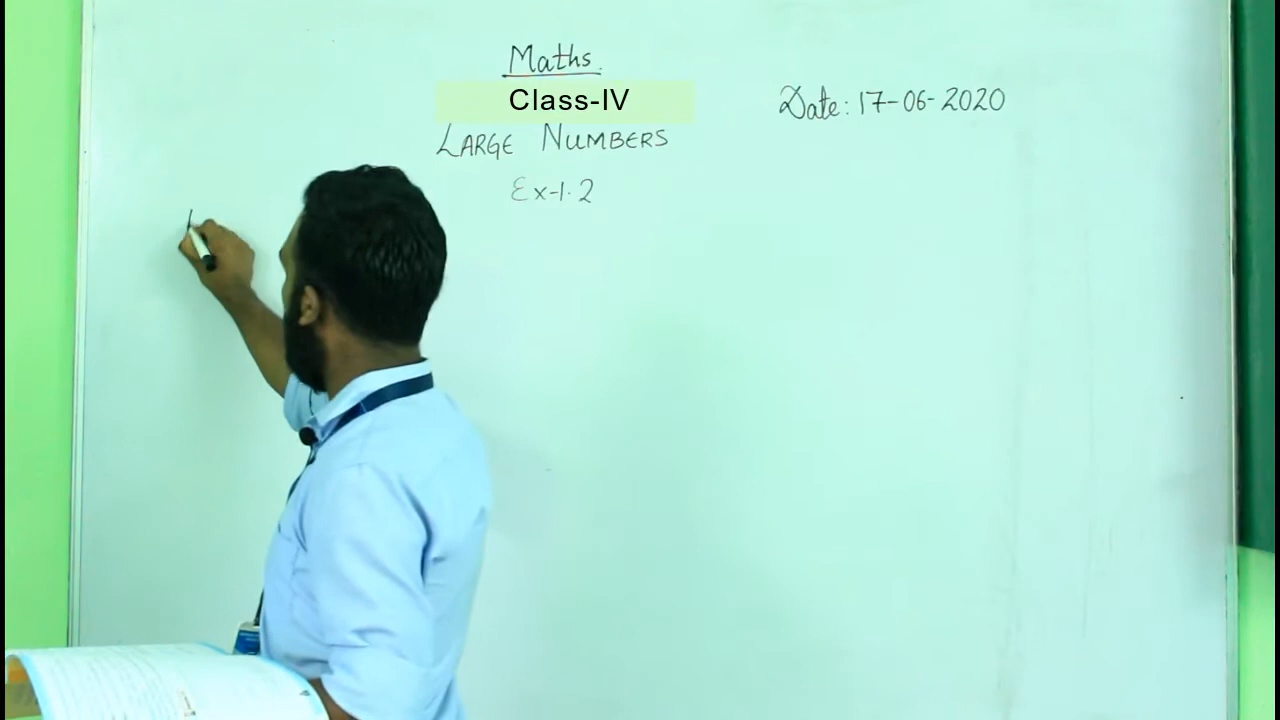 Maths.
Class-IV
Date: 17-06-2020
LARGE NUMBERS
Ex-1.2